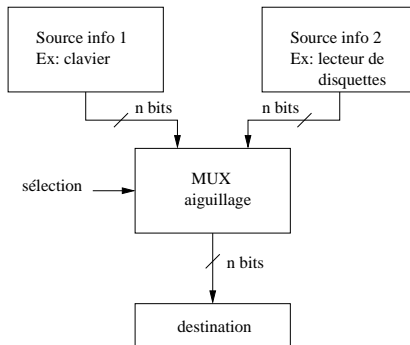 Source info 1
Ex: clavier
Source info 2
Ex: lecteur de
disquettes
n bits
n bits
sélection
MUX
aiguillage
n bits
destination